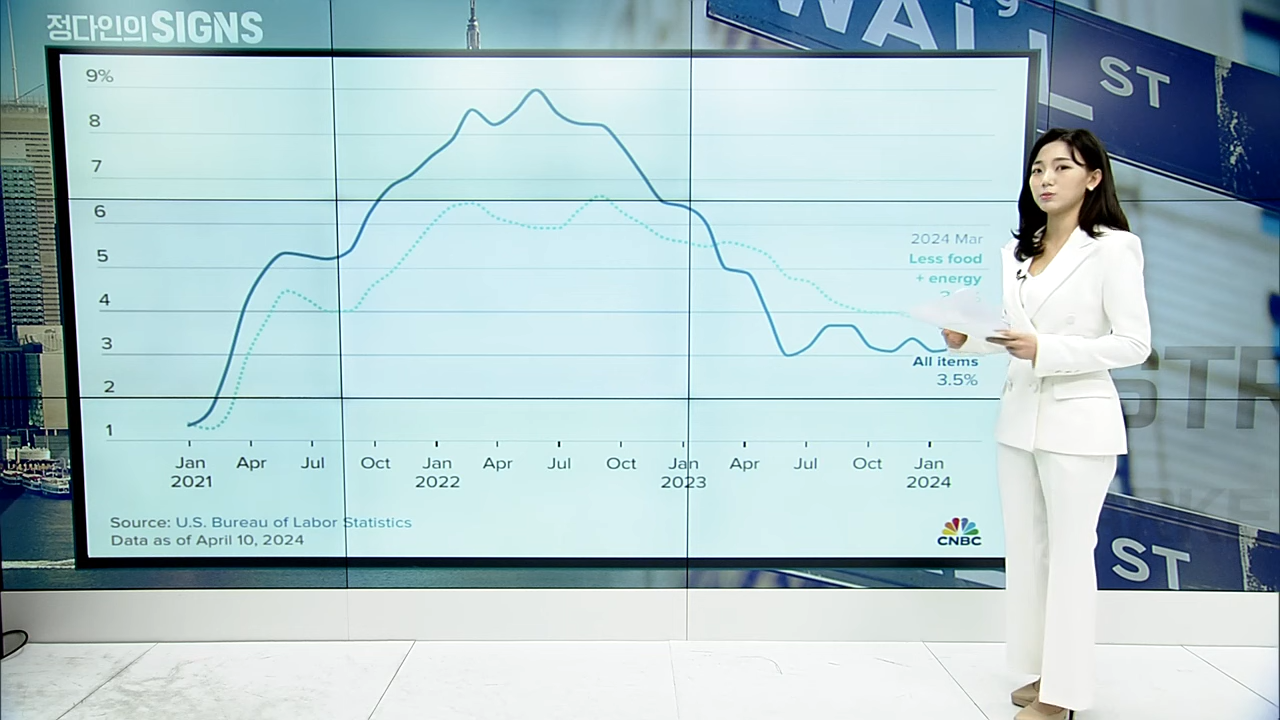 정다인의 SIGNS
WALL ST
9%
8
7
6
5
4
3
2
1
2024 Mar
Less food
+ energy
All items
3.5%
Jan Apr Jul Oct Jan Apr Jul Oct Jan Apr Jul Oct Jan
2021 2022 2023 2024
Source: U.S. Bureau of Labor Statistics
Data as of April 10, 2024
CNBC
STR
ST